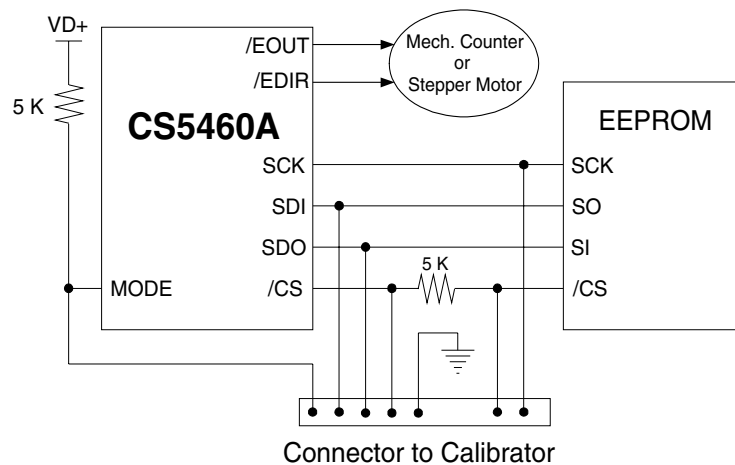 VD+
5 K
CS5460A
/EOUT
/EDIR
SCK
SDI
SDO
/CS
MODE
Mech. Counter
or
Stepper Motor
5 K
EEPROM
SCK
SO
SI
/CS
Connector to Calibrator